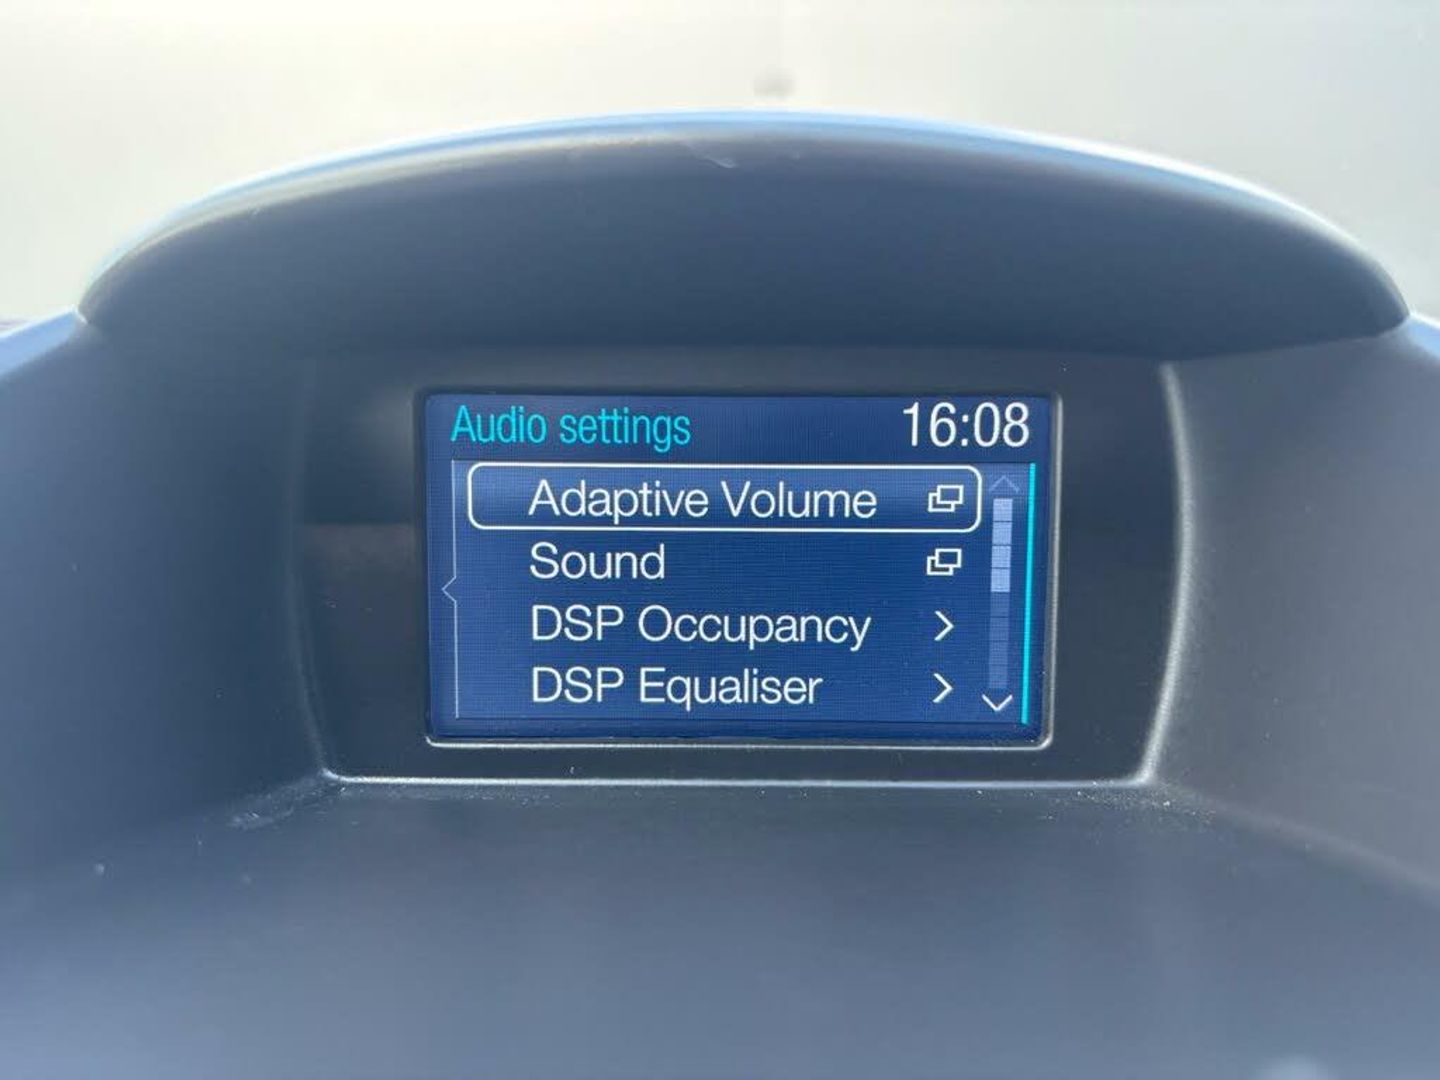 Audio settings 16:08
Adaptive Volume
Sound
DSP Occupancy
DSP Equaliser